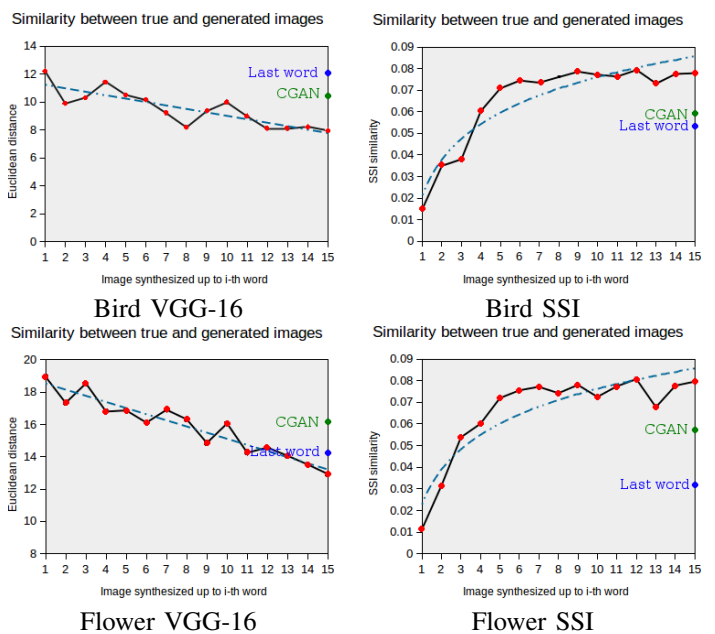 Similarity between true and generated images
14
12
10
8
6
4
2
0
Euclidean distance
Last word
CGAN
1 2 3 4 5 6 7 8 9 10 11 12 13 14 15
Image synthesized up to i-th word
Bird VGG-16
Similarity between true and generated images
0.09
0.08
0.07
0.06
0.05
0.04
0.03
0.02
0.01
0
SSI similarity
CGAN
Last word
1 2 3 4 5 6 7 8 9 10 11 12 13 14 15
Image synthesized up to i-th word
Bird SSI
Similarity between true and generated images
20
18
16
14
12
10
8
Euclidean distance
CGAN
Last word
1 2 3 4 5 6 7 8 9 10 11 12 13 14 15
Image synthesized up to i-th word
Flower VGG-16
Similarity between true and generated images
0.09
0.08
0.07
0.06
0.05
0.04
0.03
0.02
0.01
0
SSI similarity
CGAN
Last word
1 2 3 4 5 6 7 8 9 10 11 12 13 14 15
Image synthesized up to i-th word
Flower SSI